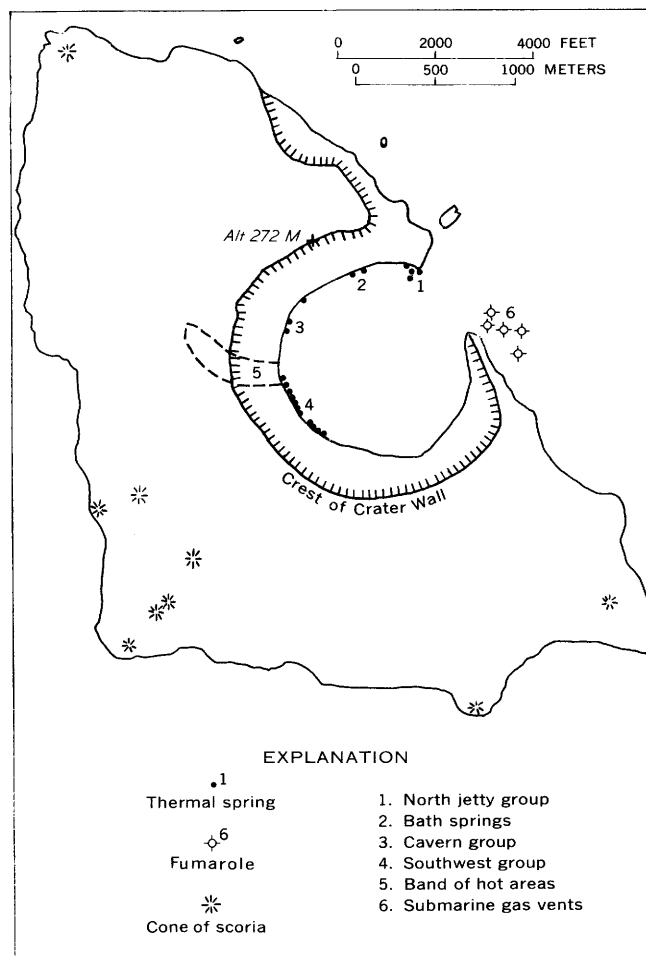 0 2000 4000 FEET
0 500 1000 METERS
Alt 272 M
2
1
6
3
5
4
Crest of Crater Wall
EXPLANATION
1
Thermal spring
6
Fumarole
Cone of scoria
1. North jetty group
2. Bath springs
3. Cavern group
4. Southwest group
5. Band of hot areas
6. Submarine gas vents